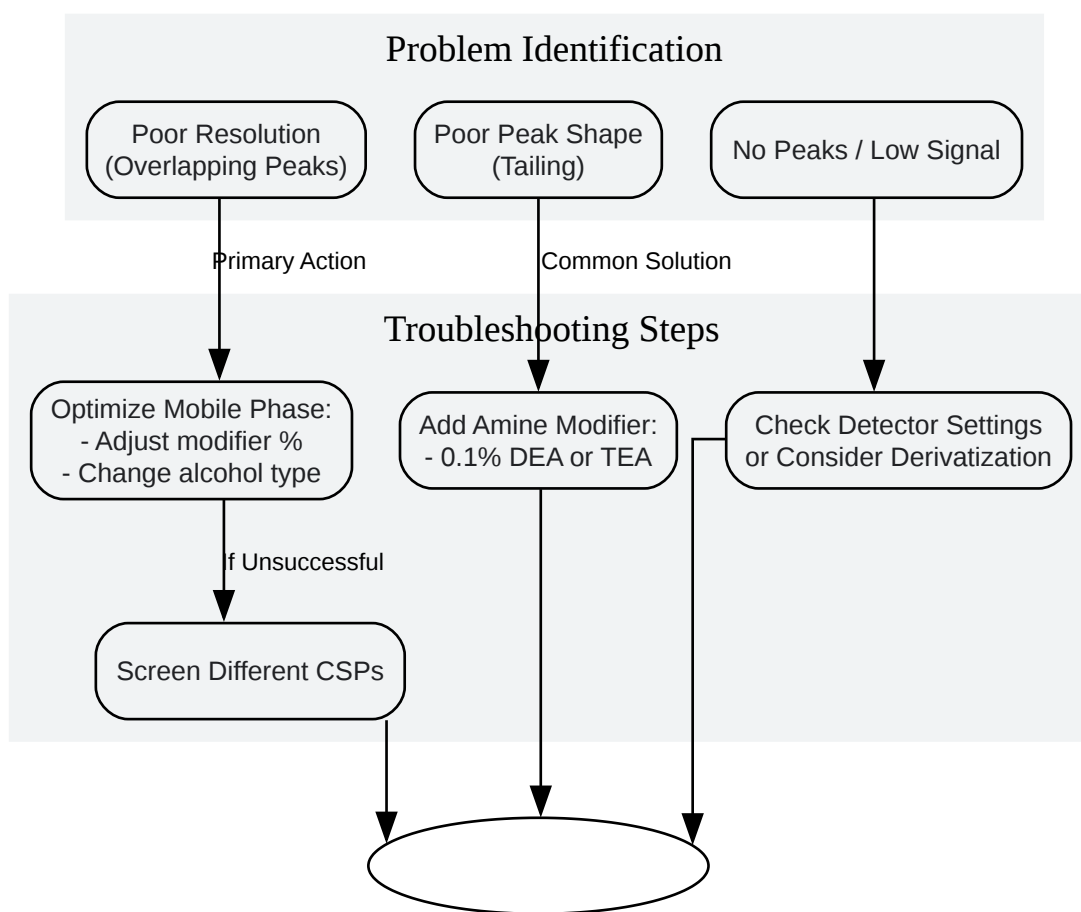 Problem Identification
Poor Resolution
(Overlapping Peaks)
Poor Peak Shape
(Tailing)
No Peaks / Low Signal
Primary Action
Common Solution
Troubleshooting Steps
Optimize Mobile Phase:
- Adjust modifier %
- Change alcohol type
Add Amine Modifier:
- 0.1% DEA or TEA
Check Detector Settings
or Consider Derivatization
If Unsuccessful
Screen Different CSPs